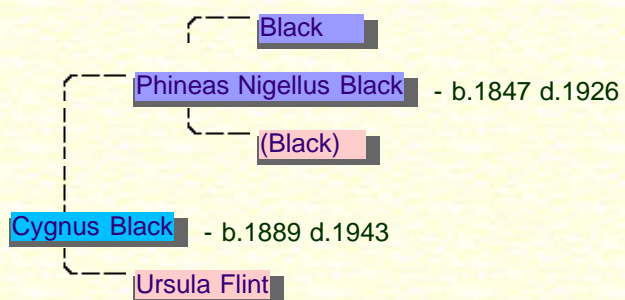 Black
Phineas Nigellus Black - b.1847 d.1926
(Black)
Cygnus Black - b.1889 d.1943
Ursula Flint